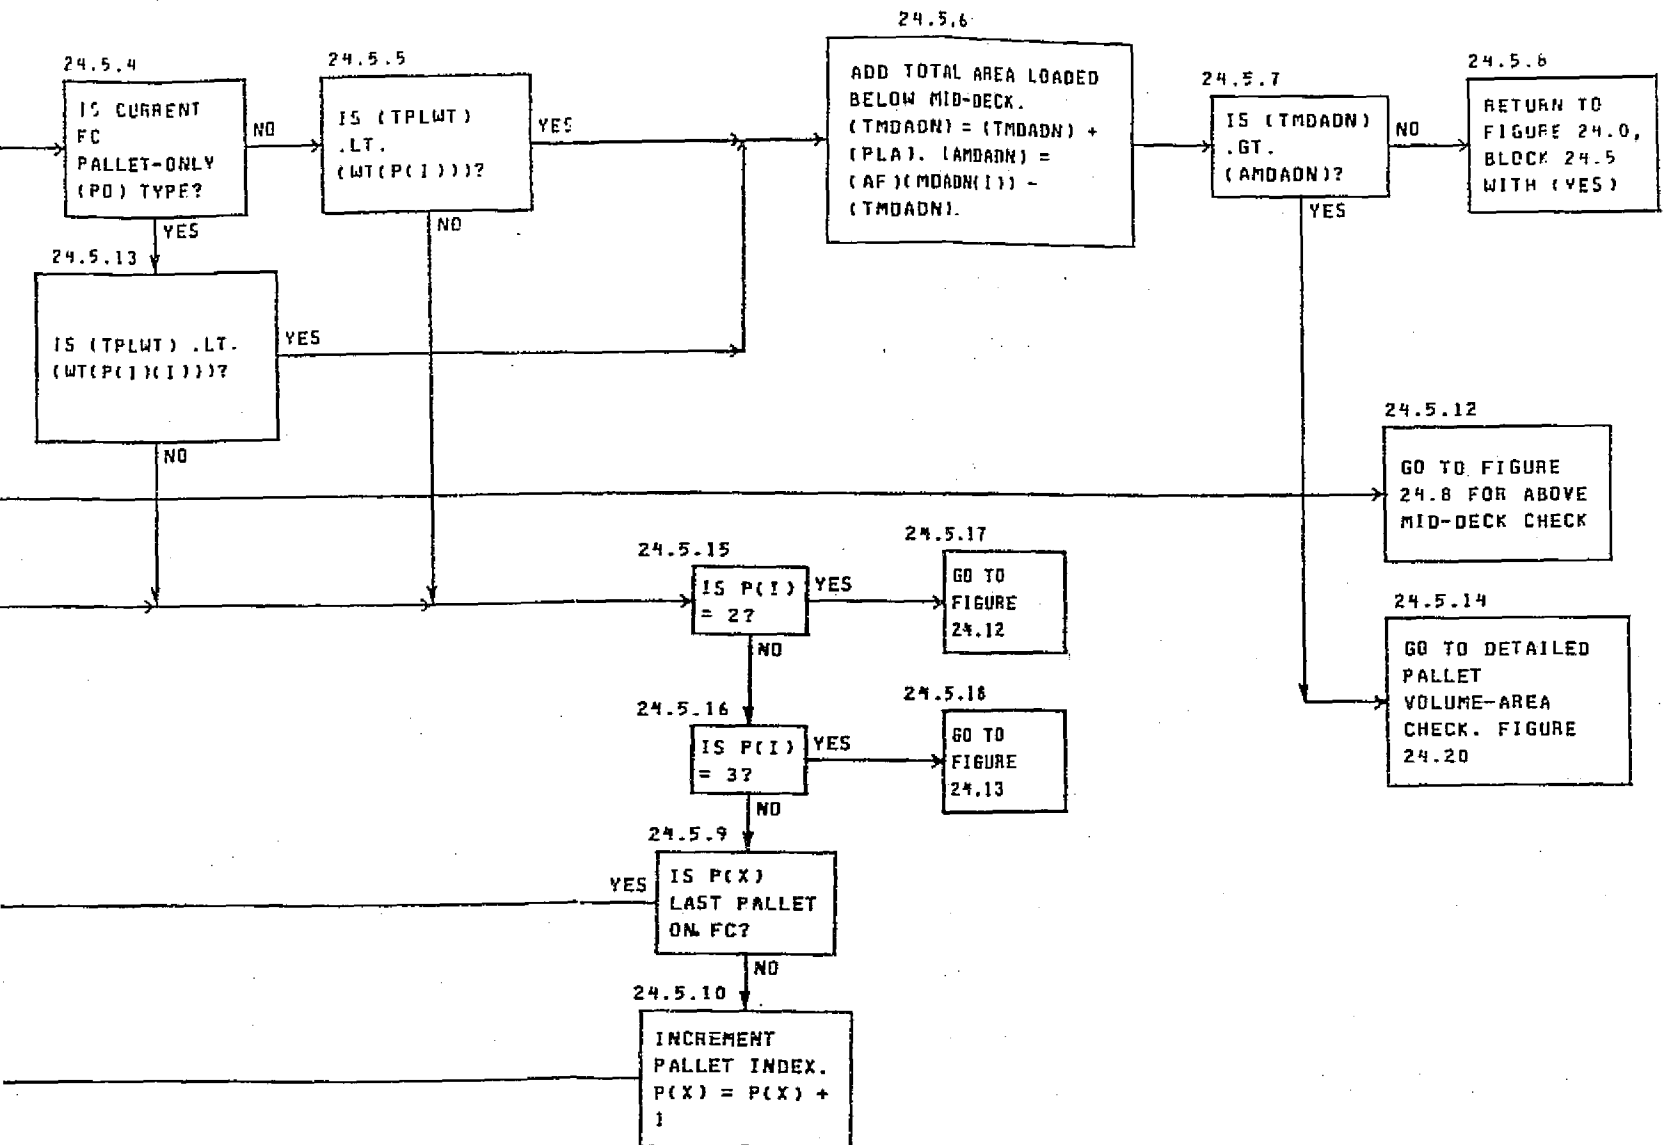 24.5.4
IS CURRENT
FC
PALLET-ONLY
(PO) TYPE?
NO
YES
24.5.5
IS (TPLWT)
.LT.
(WT(P(I)))?
YES
NO
24.5.6
ADD TOTAL AREA LOADED
BELOW MID-DECK.
(TMDADN) = (TMDADN) +
(PLA). (AMDADN) =
(AF)(MDADN(I)) -
(TMDADN).
24.5.7
IS (TMDADN)
.GT.
(AMDADN)?
NO
YES
24.5.8
RETURN TO
FIGURE 24.0,
BLOCK 24.5
WITH (YES)
24.5.13
IS (TPLWT) .LT.
(WT(P(I)(I)))?
YES
NO
24.5.12
GO TO FIGURE
24.8 FOR ABOVE
MID-DECK CHECK
24.5.15
IS P(I)
= 2?
YES
NO
24.5.17
GO TO
FIGURE
24.12
24.5.14
GO TO DETAILED
PALLET
VOLUME-AREA
CHECK. FIGURE
24.20
24.5.16
IS P(I)
= 3?
YES
NO
24.5.18
GO TO
FIGURE
24.13
24.5.9
IS P(X)
LAST PALLET
ON FC?
YES
NO
24.5.10
INCREMENT
PALLET INDEX.
P(X) = P(X) +
1